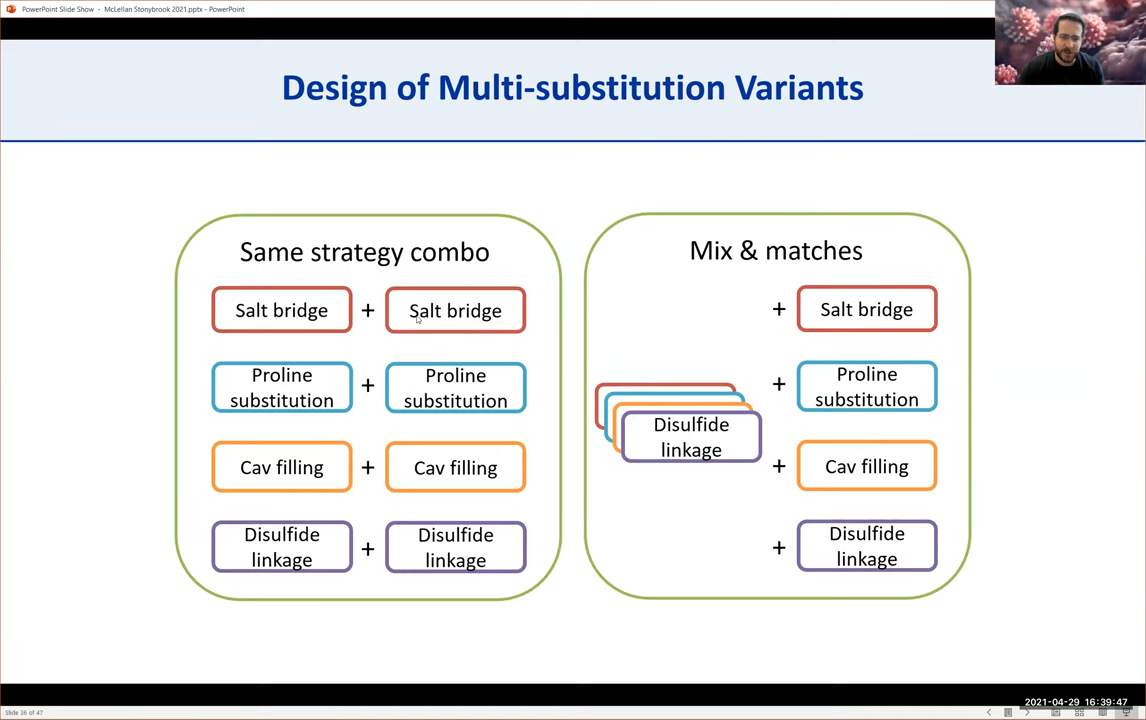 PowerPoint Slide Show - McLellan Stonybrook 2021.pptx - PowerPoint
Design of Multi-substitution Variants
Same strategy combo
Salt bridge + Salt bridge
Proline substitution + Proline substitution
Cav filling + Cav filling
Disulfide linkage + Disulfide linkage
Mix & matches
Disulfide linkage
+ Salt bridge
+ Proline substitution
+ Cav filling
+ Disulfide linkage
2021-04-29 16:39:47
Slide 36 of 47